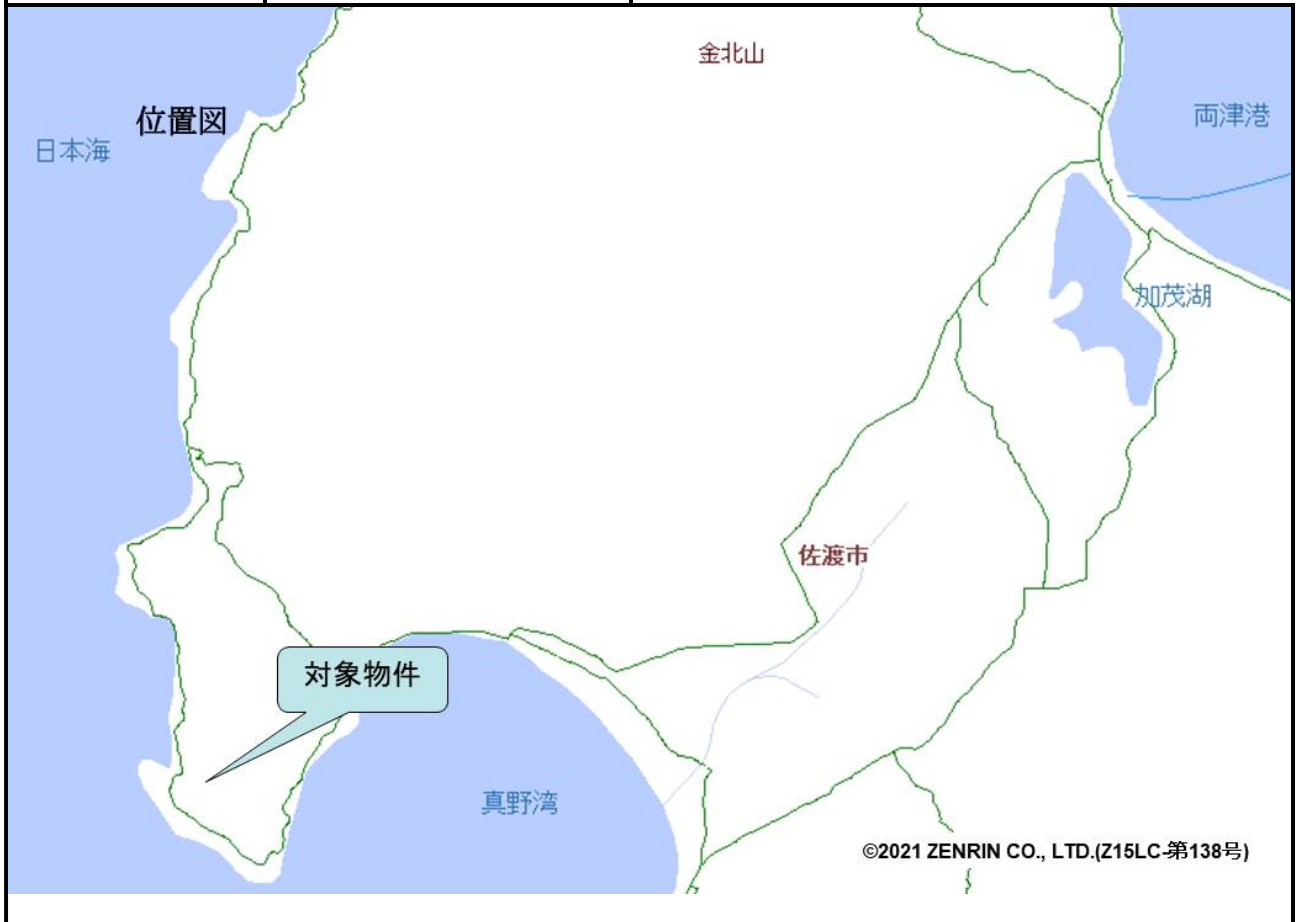 金北山
位置図
両津港
日本海
加茂湖
佐渡市
対象物件
真野湾
©2021 ZENRIN CO., LTD.(Z15LC-第138号)